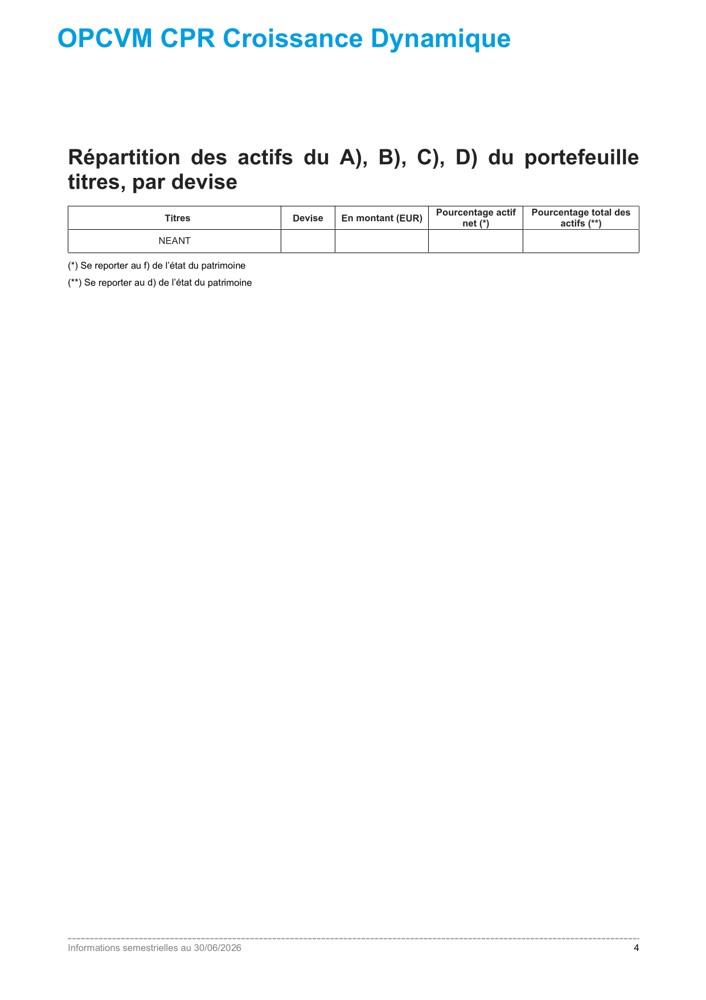 OPCVM CPR Croissance Dynamique
Répartition des actifs du A), B), C), D) du portefeuille
titres, par devise
Titres
Devise
En montant (EUR)
Pourcentage actif
net (*)
Pourcentage total des
actifs (**)
NEANT
(*) Se reporter au f) de l’état du patrimoine
(**) Se reporter au d) de l’état du patrimoine
Informations semestrielles au 30/06/2026
4